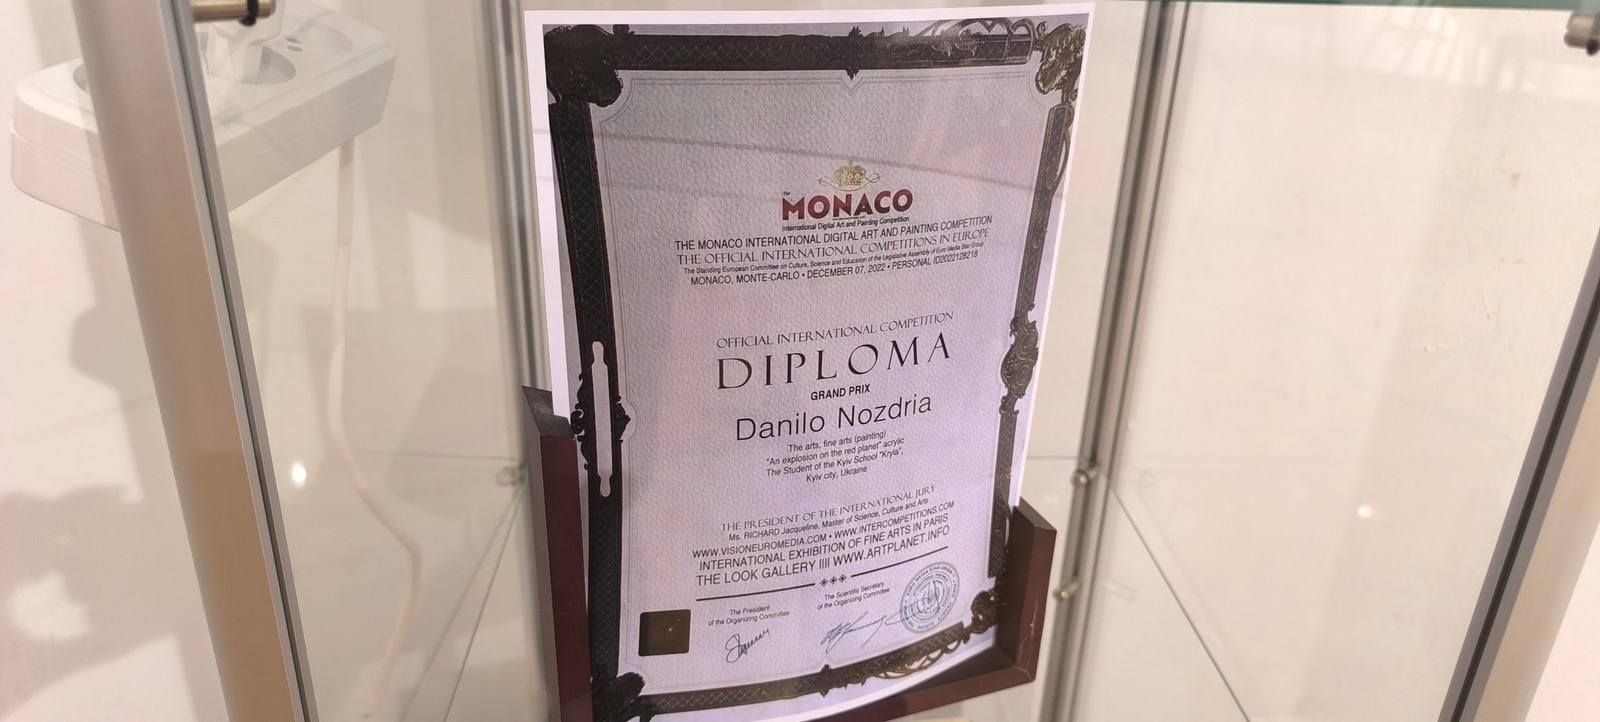 The
MONACO
International Digital Art and Painting Competition
THE MONACO INTERNATIONAL DIGITAL ART AND PAINTING COMPETITION
THE OFFICIAL INTERNATIONAL COMPETITIONS IN EUROPE
The Standing European Committee on Culture, Science and Education of the Legislative Assembly of Euro Media Star Group
MONACO, MONTE-CARLO • DECEMBER 07, 2022 • PERSONAL ID2022128218
OFFICIAL INTERNATIONAL COMPETITION
DIPLOMA
GRAND PRIX
Danilo Nozdria
The arts, fine arts (painting)
"An explosion on the red planet" acrylic
The Student of the Kyiv School "Kryla",
Kyiv city, Ukraine
THE PRESIDENT OF THE INTERNATIONAL JURY
Ms. RICHARD Jacqueline, Master of Science, Culture and Arts
WWW.VISIONEUROMEDIA.COM • WWW.INTERCOMPETITIONS.COM
INTERNATIONAL EXHIBITION OF FINE ARTS IN PARIS
THE LOOK GALLERY IIII WWW.ARTPLANET.INFO
The President
of the Organizing Committee
The Scientific Secretary
of the Organizing Committee